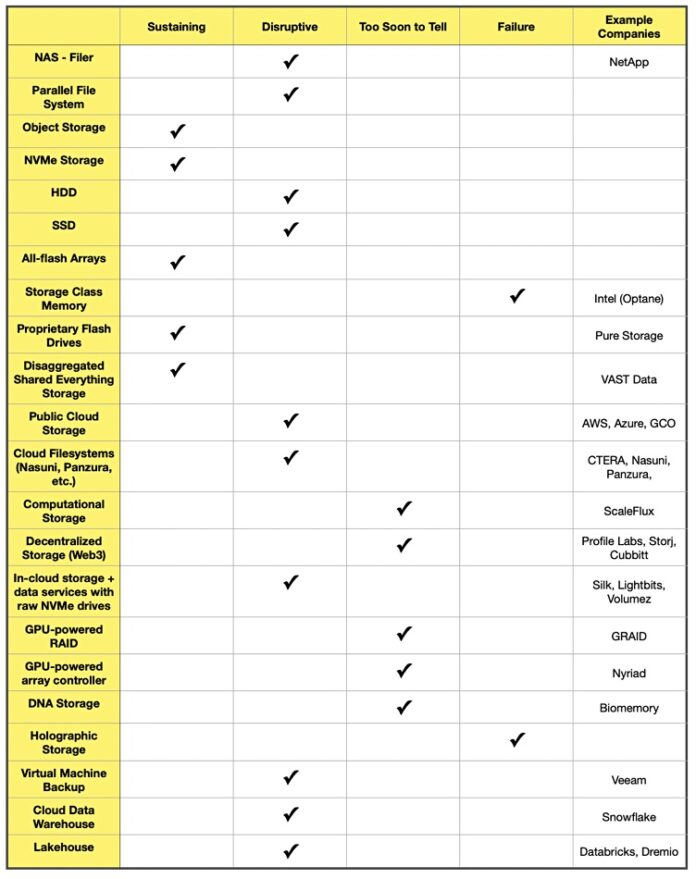 Sustaining Disruptive Too Soon to Tell Failure Example
Companies
NAS - Filer ✓ NetApp
Parallel File
System ✓
Object Storage ✓
NVMe Storage ✓
HDD ✓
SSD ✓
All-flash Arrays ✓
Storage Class
Memory ✓ Intel (Optane)
Proprietary Flash
Drives ✓ Pure Storage
Disaggregated
Shared Everything
Storage ✓ VAST Data
Public Cloud
Storage ✓ AWS, Azure, GCO
Cloud Filesystems
(Nasuni, Panzura,
etc.) ✓ CTERA, Nasuni,
Panzura,
Computational
Storage ✓ ScaleFlux
Decentralized
Storage (Web3) ✓ Profile Labs, Storj,
Cubbitt
In-cloud storage +
data services with
raw NVMe drives ✓ Silk, Lightbits,
Volumez
GPU-powered
RAID ✓ GRAID
GPU-powered
array controller ✓ Nyriad
DNA Storage ✓ Biomemory
Holographic
Storage ✓
Virtual Machine
Backup ✓ Veeam
Cloud Data
Warehouse ✓ Snowflake
Lakehouse ✓ Databricks, Dremio